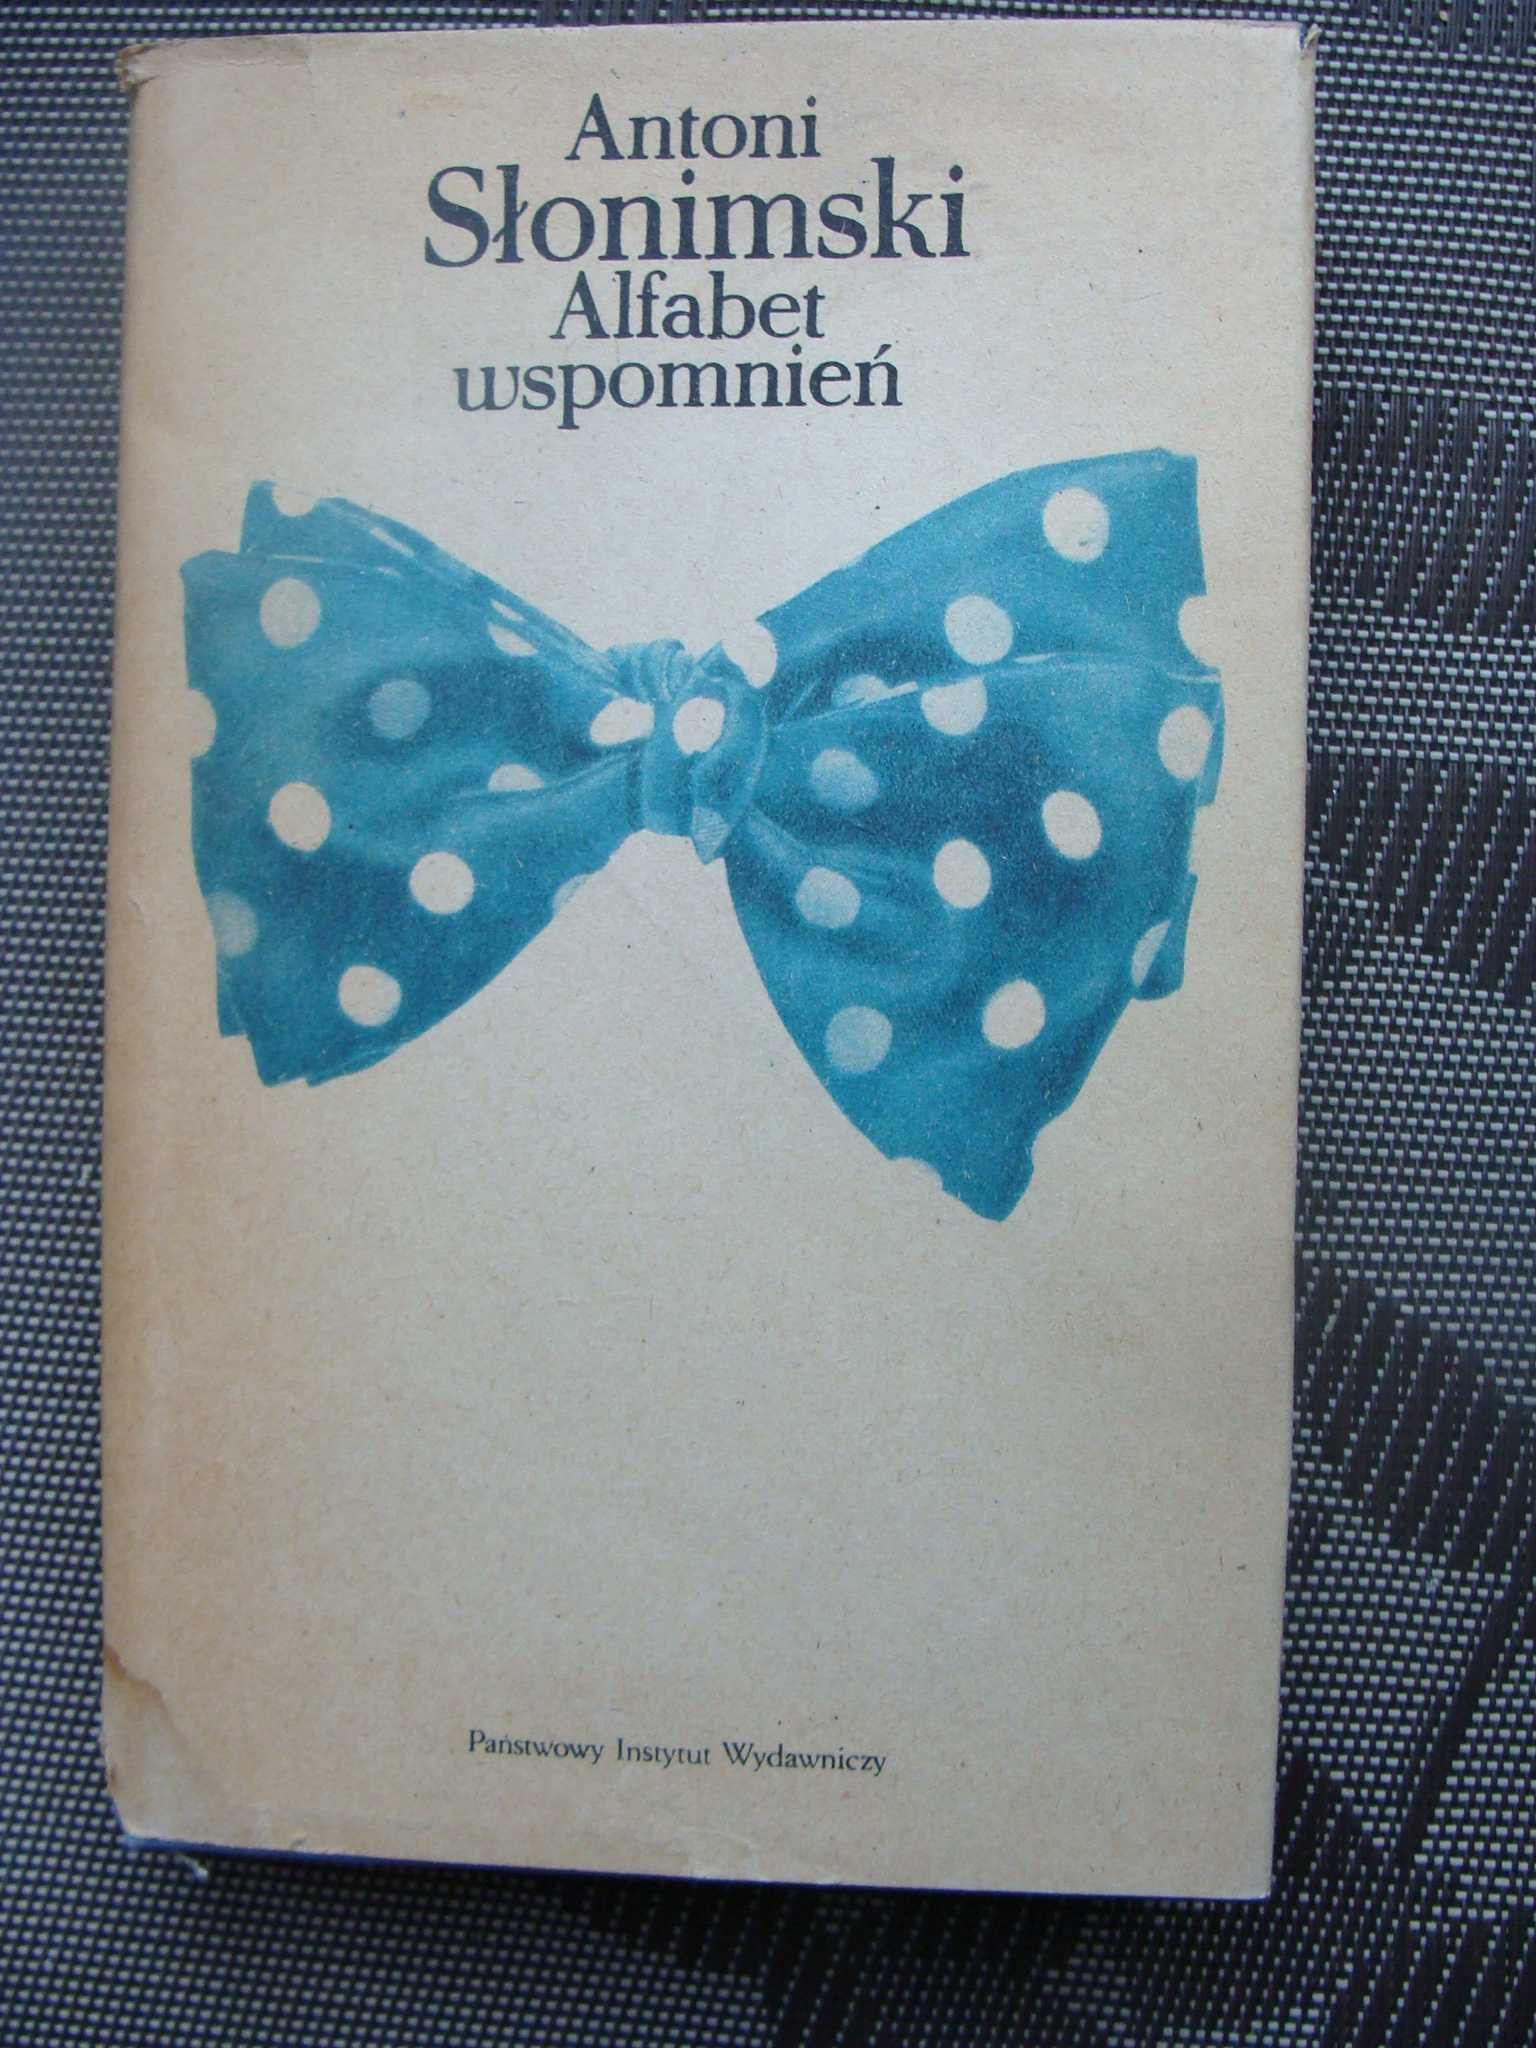 Antoni
Słonimski
Alfabet
wspomnień
Państwowy Instytut Wydawniczy